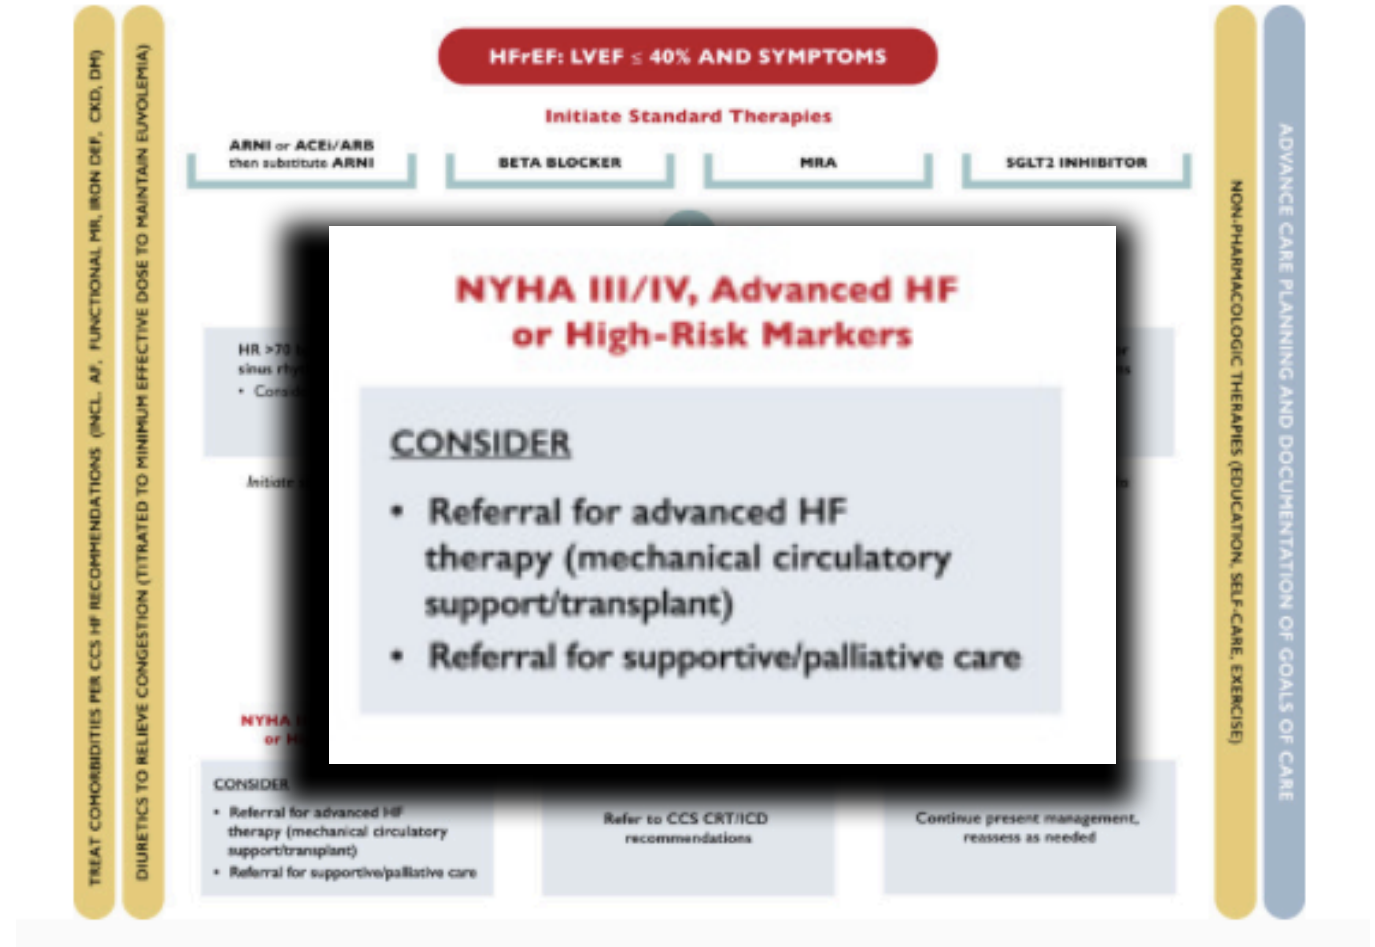 TREAT COMORBIDITIES PER CCS HF RECOMMENDATIONS (INCL. AF, FUNCTIONAL MR, IRON DEF, CKD, DM)
DIURETICS TO RELIEVE CONGESTION (TITRATED TO MINIMUM EFFECTIVE DOSE TO MAINTAIN EUVOLEMIA)
HFrEF: LVEF ≤ 40% AND SYMPTOMS
Initiate Standard Therapies
ARNI or ACEi/ARB
then substitute ARNI
BETA BLOCKER
MRA
SGLT2 INHIBITOR
HR >70
sinus
•
Initiate
NYHA III/IV, Advanced HF
or High-Risk Markers
CONSIDER
• Referral for advanced HF
therapy (mechanical circulatory
support/transplant)
• Referral for supportive/palliative care
NYHA
or
CONSIDER
• Referral for advanced HF
therapy (mechanical circulatory
support/transplant)
• Referral for supportive/palliative care
Refer to CCS CRT/ICD
recommendations
Continue present management,
reassess as needed
NON-PHARMACOLOGIC THERAPIES (EDUCATION, SELF-CARE, EXERCISE)
ADVANCE CARE PLANNING AND DOCUMENTATION OF GOALS OF CARE